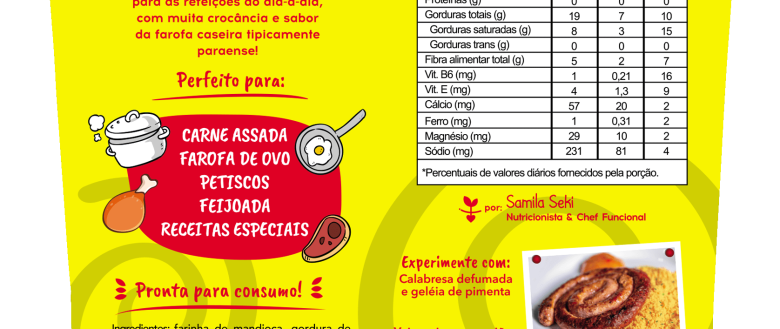 para as refeições do dia-a-dia,
com muita crocância e sabor
da farofa caseira tipicamente
paraense!
Perfeito para:
CARNE ASSADA
FAROFA DE OVO
PETISCOS
FEIJOADA
RECEITAS ESPECIAIS
Pronta para consumo!
Ingredientes: farinha de mandioca, gordura de
Proteínas (g) 0 0 0
Gorduras totais (g) 19 7 10
Gorduras saturadas (g) 8 3 15
Gorduras trans (g) 0 0 0
Fibra alimentar total (g) 5 2 7
Vit. B6 (mg) 1 0,21 16
Vit. E (mg) 4 1,3 9
Cálcio (mg) 57 20 2
Ferro (mg) 1 0,31 2
Magnésio (mg) 29 10 2
Sódio (mg) 231 81 4
*Percentuais de valores diários fornecidos pela porção.
por: Samila Seki
Nutricionista & Chef Funcional
Experimente com:
Calabresa defumada
e geléia de pimenta